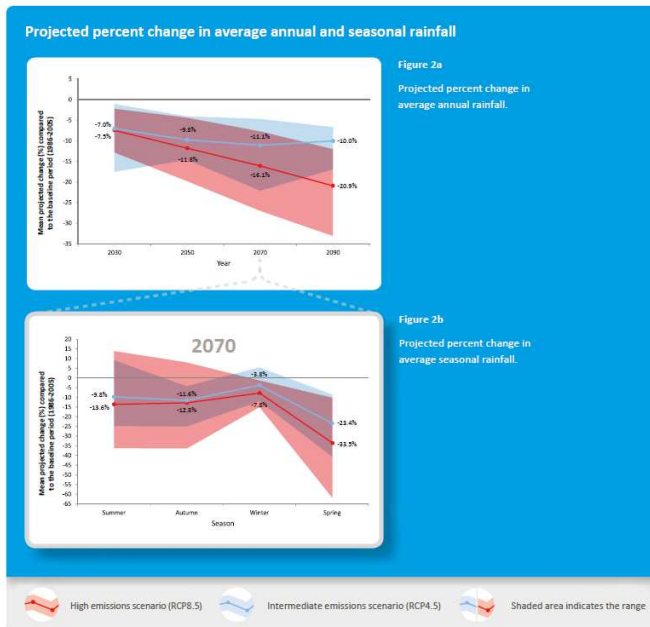 Projected percent change in average annual and seasonal rainfall
Figure 2a
Projected percent change in
average annual rainfall.
Mean projected change (%) compared
to the baseline period (1986-2005)
5
0
-5
-10
-15
-20
-25
-30
-35
-7.0%
-7.5%
-9.8%
-11.8%
-11.1%
-16.1%
-10.0%
-20.9%
2030 2050 2070 2090
Year
Figure 2b
Projected percent change in
average seasonal rainfall.
2070
Mean projected change (%) compared
to the baseline period (1986-2005)
20
15
10
5
0
-5
-10
-15
-20
-25
-30
-35
-40
-45
-50
-55
-60
-65
-9.8%
-13.6%
-11.6%
-12.8%
-3.8%
-7.8%
-23.4%
-33.5%
Summer Autumn Winter Spring
Season
High emissions scenario (RCP8.5)
Intermediate emissions scenario (RCP4.5)
Shaded area indicates the range